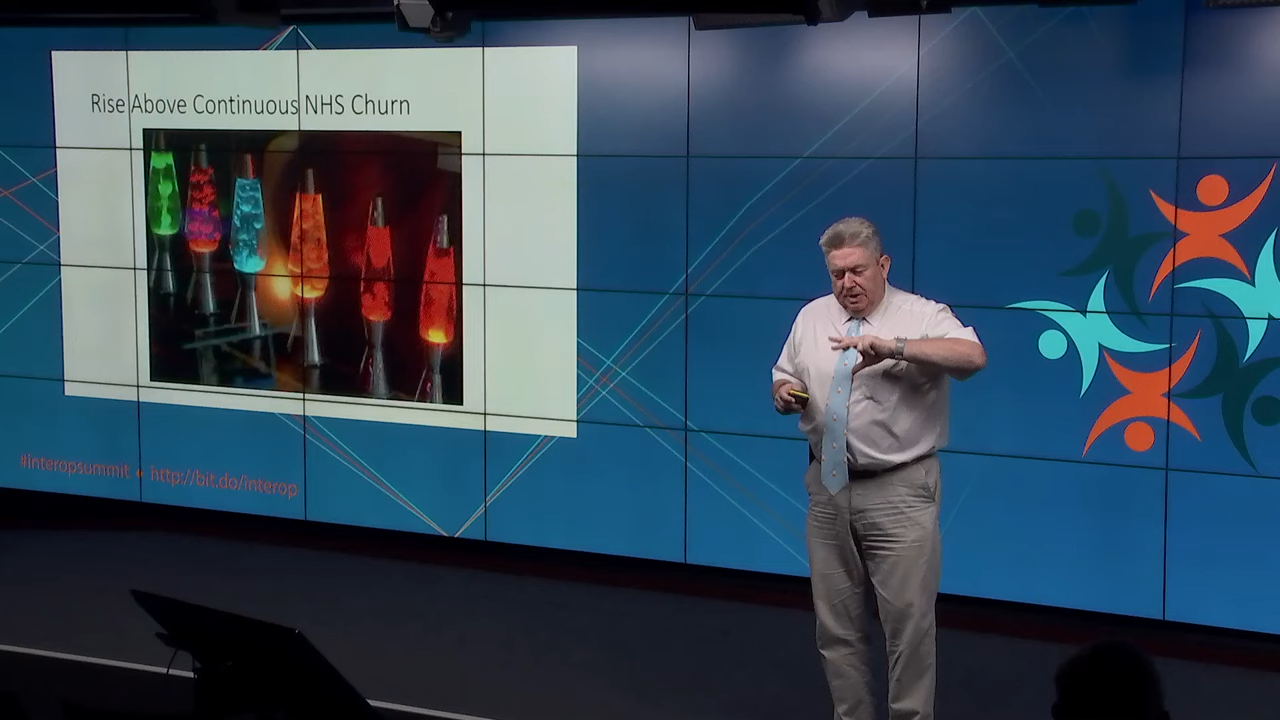 Rise Above Continuous NHS Churn
#interopsummit • http://bit.do/interop